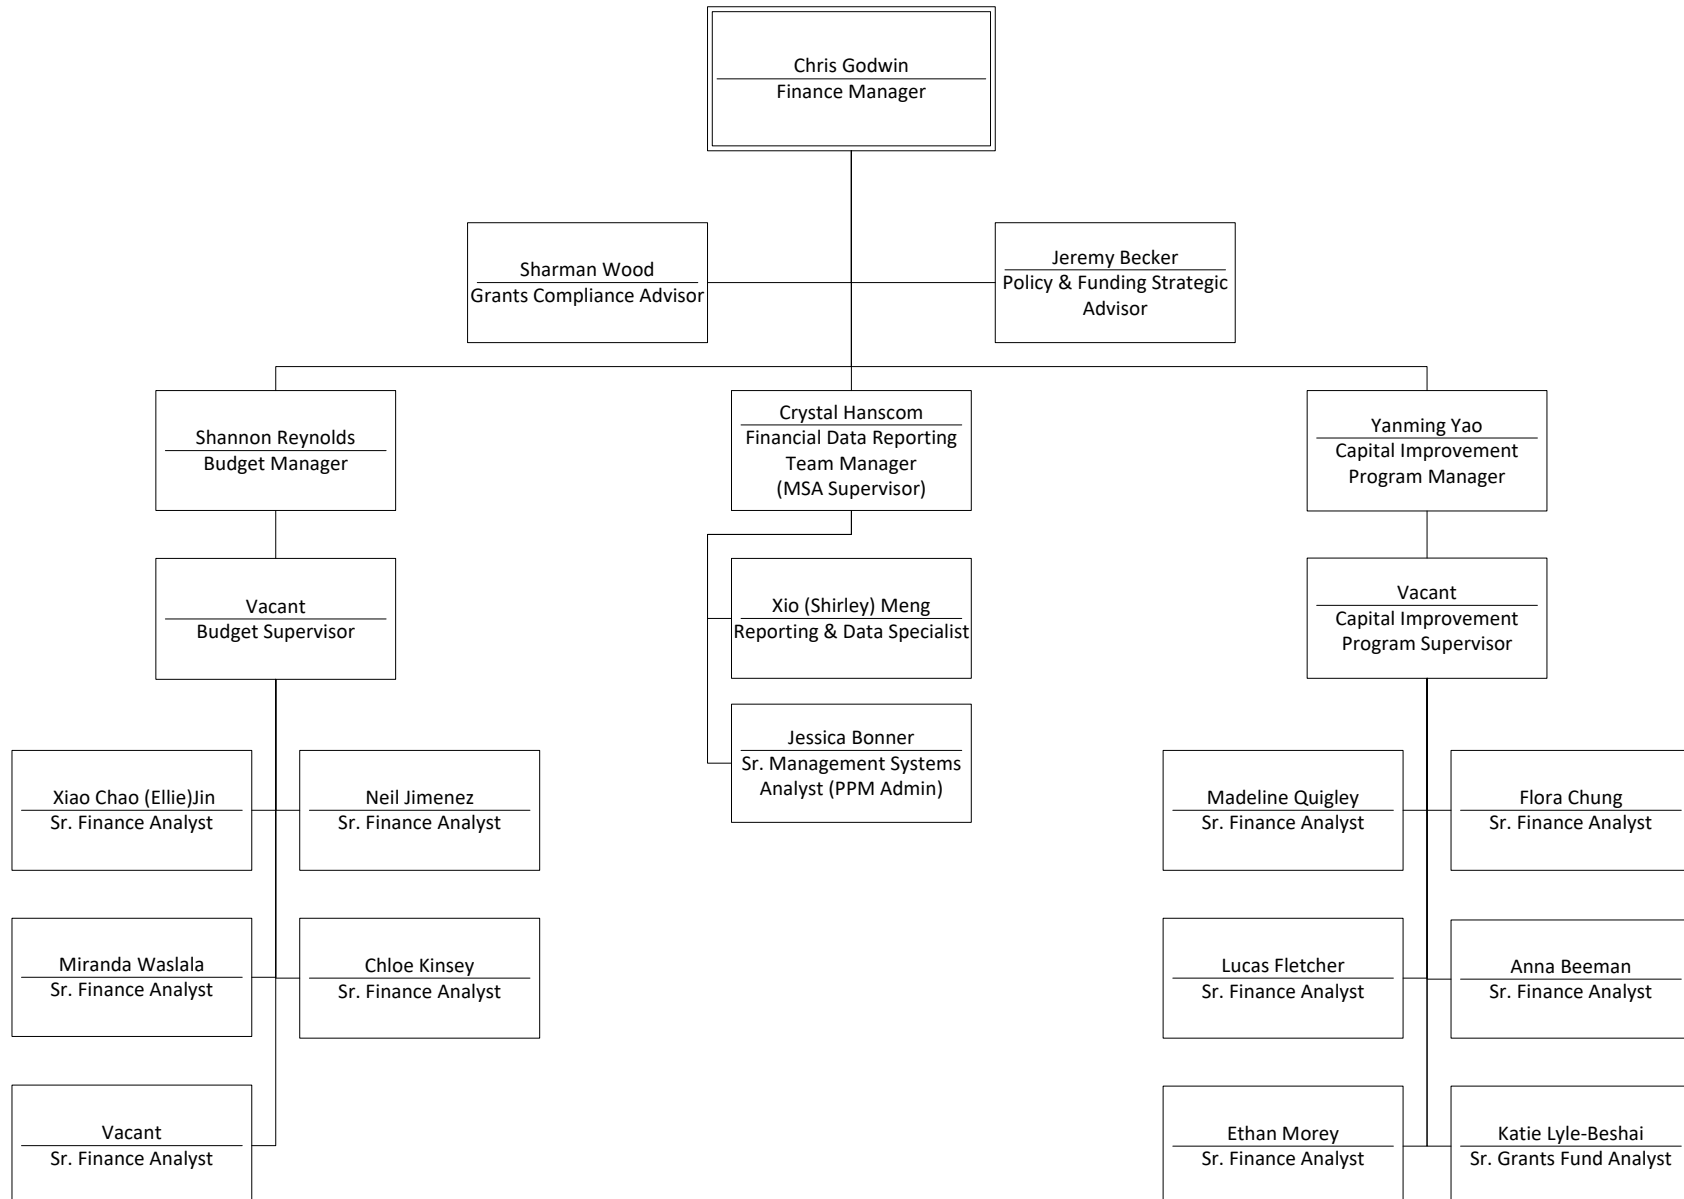 Chris Godwin
Finance Manager
Sharman Wood
Grants Compliance Advisor
Jeremy Becker
Policy & Funding Strategic
Advisor
Shannon Reynolds
Budget Manager
Crystal Hanscom
Financial Data Reporting
Team Manager
(MSA Supervisor)
Yanming Yao
Capital Improvement
Program Manager
Vacant
Budget Supervisor
Xio (Shirley) Meng
Reporting & Data Specialist
Vacant
Capital Improvement
Program Supervisor
Jessica Bonner
Sr. Management Systems
Analyst (PPM Admin)
Xiao Chao (Ellie)Jin
Sr. Finance Analyst
Neil Jimenez
Sr. Finance Analyst
Madeline Quigley
Sr. Finance Analyst
Flora Chung
Sr. Finance Analyst
Miranda Waslala
Sr. Finance Analyst
Chloe Kinsey
Sr. Finance Analyst
Lucas Fletcher
Sr. Finance Analyst
Anna Beeman
Sr. Finance Analyst
Vacant
Sr. Finance Analyst
Ethan Morey
Sr. Finance Analyst
Katie Lyle-Beshai
Sr. Grants Fund Analyst